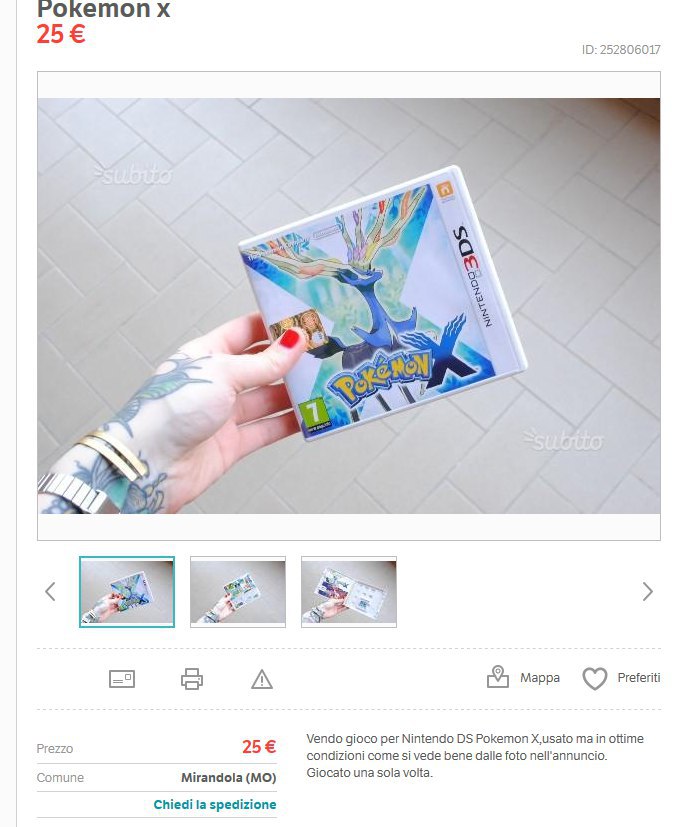 Pokemon x
25 €
ID: 252806017
subito
NINTENDO 3DS
POKéMON X
7
subito
Mappa
Preferiti
Prezzo
25 €
Comune
Mirandola (MO)
Chiedi la spedizione
Vendo gioco per Nintendo DS Pokemon X,usato ma in ottime
condizioni come si vede bene dalle foto nell'annuncio.
Giocato una sola volta.